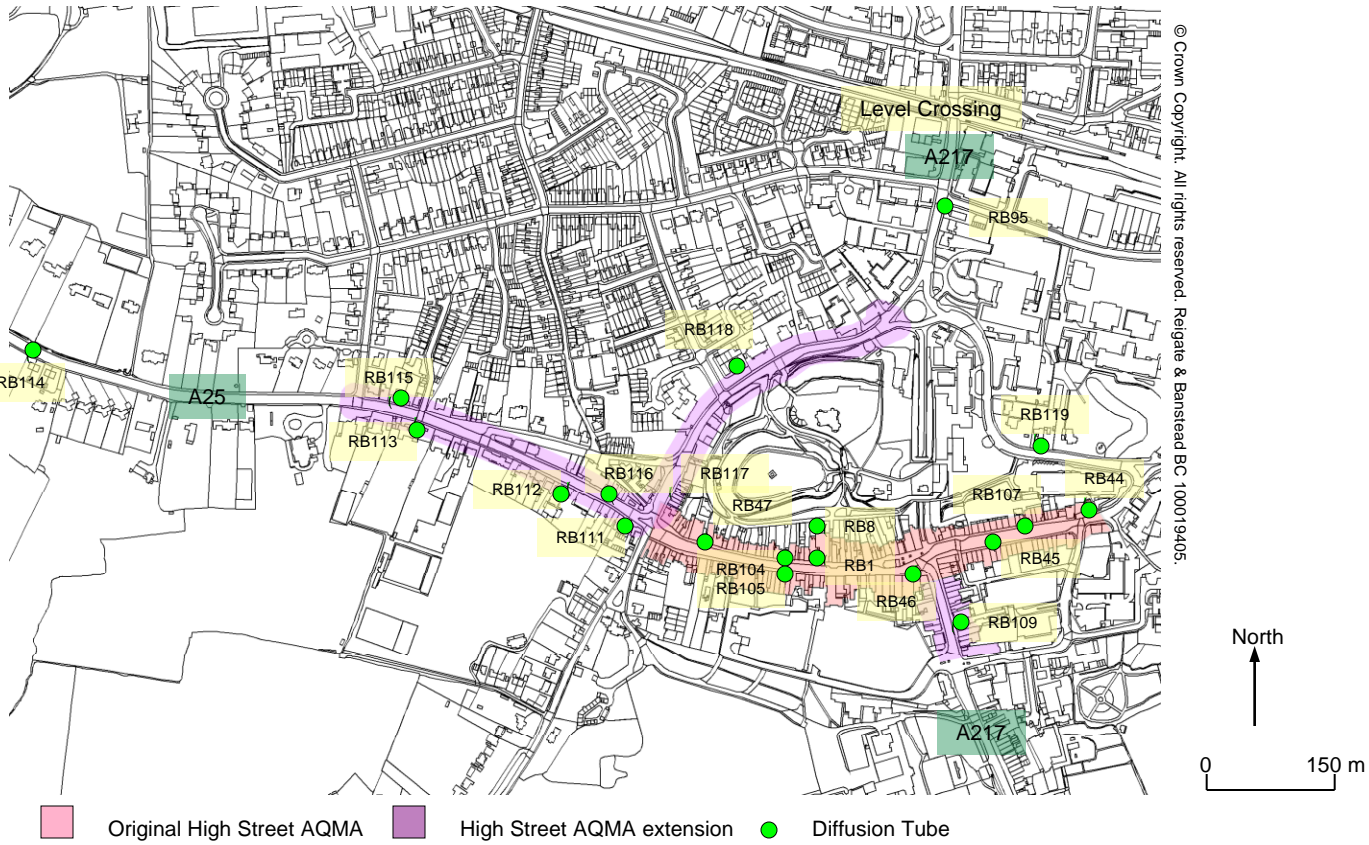 Level Crossing
A217
RB95
RB118
RB114
A25
RB115
RB113
RB119
RB112
RB116
RB117
RB107
RB44
RB47
RB111
RB8
RB104
RB1
RB45
RB105
RB46
RB109
A217
© Crown Copyright. All rights reserved. Reigate & Banstead BC 100019405.
North
0 150 m
Original High Street AQMA High Street AQMA extension Diffusion Tube